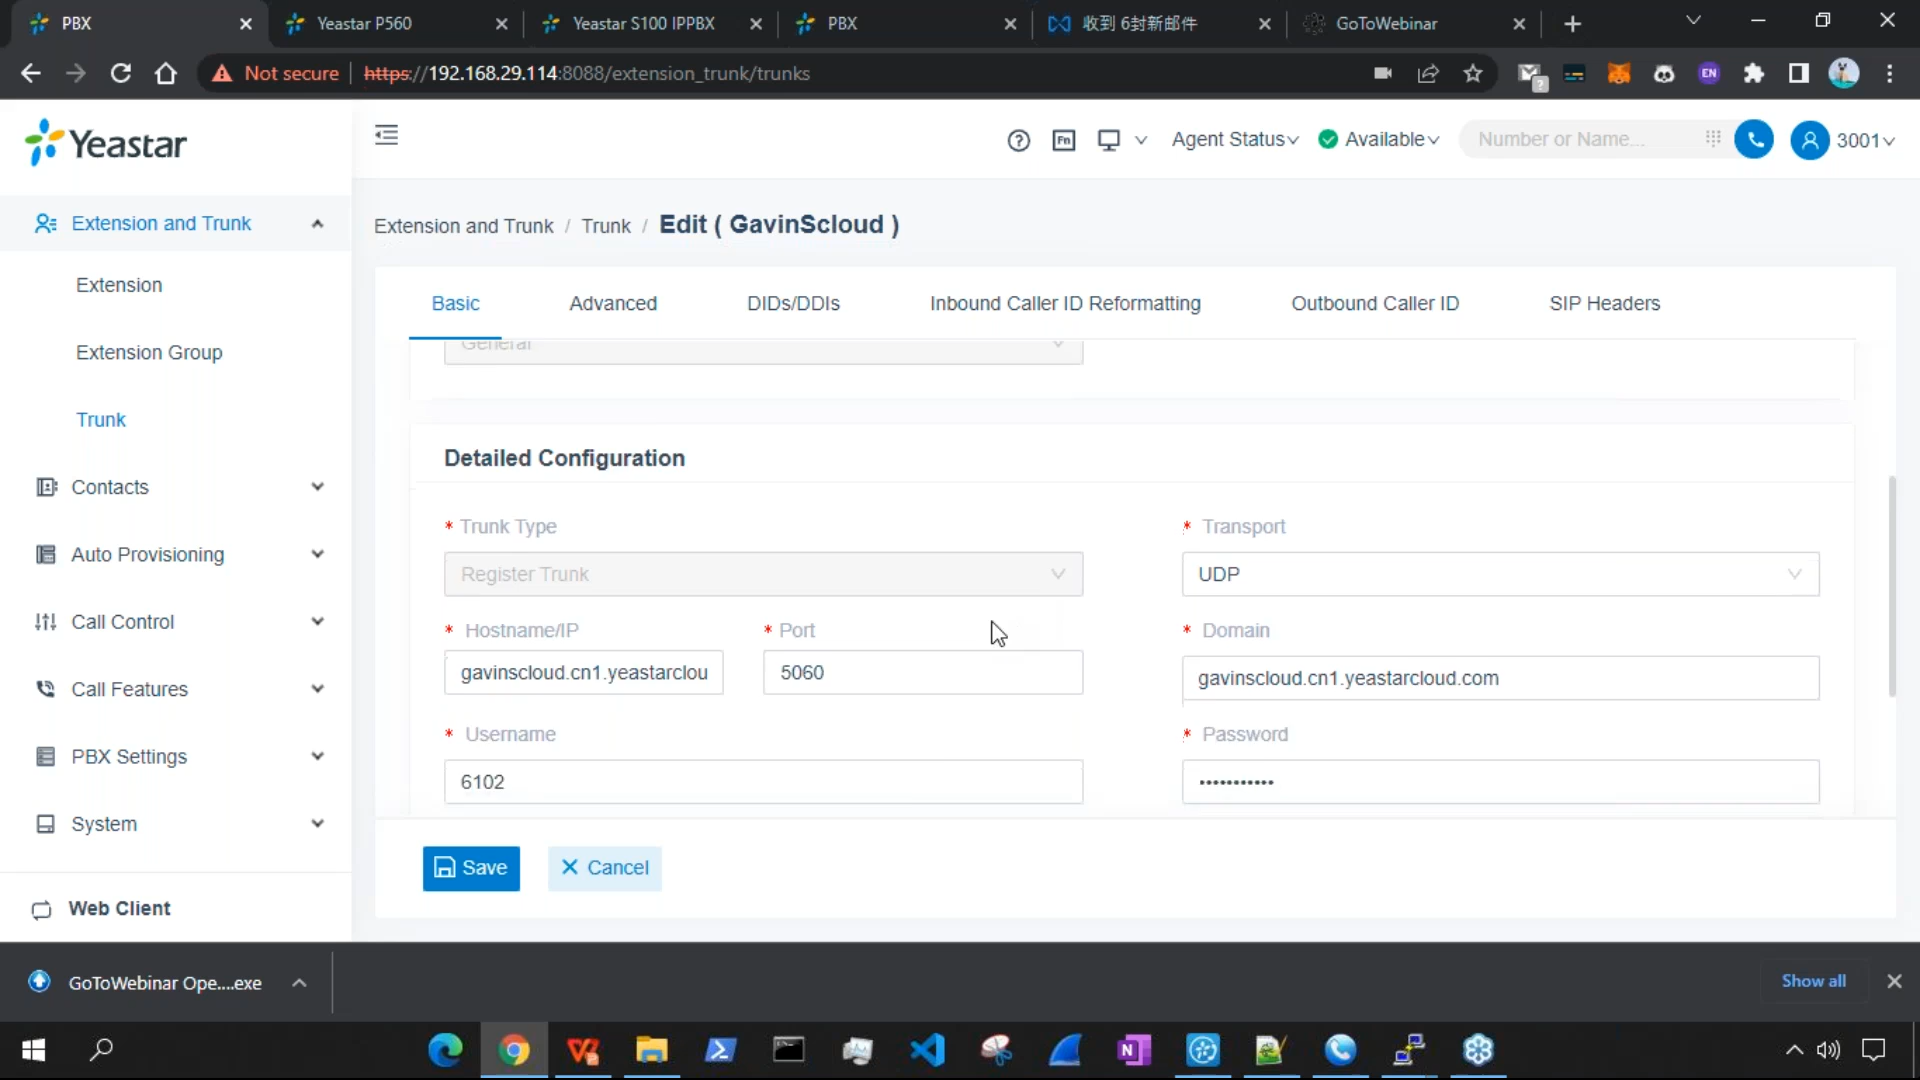 PBX
Yeastar P560
Yeastar S100 IPPBX
PBX
收到 6封新邮件
GoToWebinar
Not secure
https://192.168.29.114:8088/extension_trunk/trunks
EN
Yeastar
Fn
Agent Status
Available
Number or Name...
3001
Extension and Trunk
Extension
Extension Group
Trunk
Contacts
Auto Provisioning
Call Control
Call Features
PBX Settings
System
Web Client
Extension and Trunk / Trunk / Edit ( GavinScloud )
Basic
Advanced
DIDs/DDIs
Inbound Caller ID Reformatting
Outbound Caller ID
SIP Headers
General
Detailed Configuration
* Trunk Type
Register Trunk
* Transport
UDP
* Hostname/IP
gavinscloud.cn1.yeastarclou
* Port
5060
* Domain
gavinscloud.cn1.yeastarcloud.com
* Username
6102
* Password
•••••••••••
Save
Cancel
GoToWebinar Ope....exe
Show all